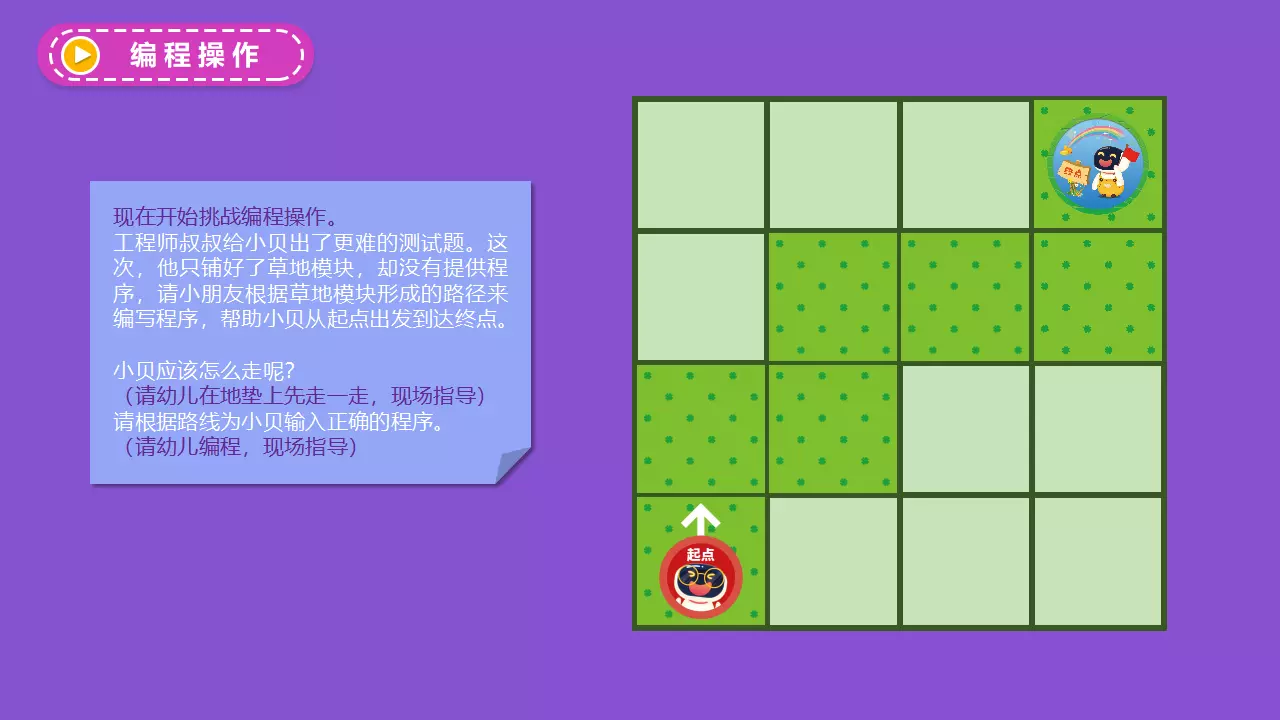 编程操作
现在开始挑战编程操作。
工程师叔叔给小贝出了更难的测试题。这
次，他只铺好了草地模块，却没有提供程
序，请小朋友根据草地模块形成的路径来
编写程序，帮助小贝从起点出发到达终点。
小贝应该怎么走呢？
（请幼儿在地垫上先走一走，现场指导）
请根据路线为小贝输入正确的程序。
（请幼儿编程，现场指导）
终点
起点